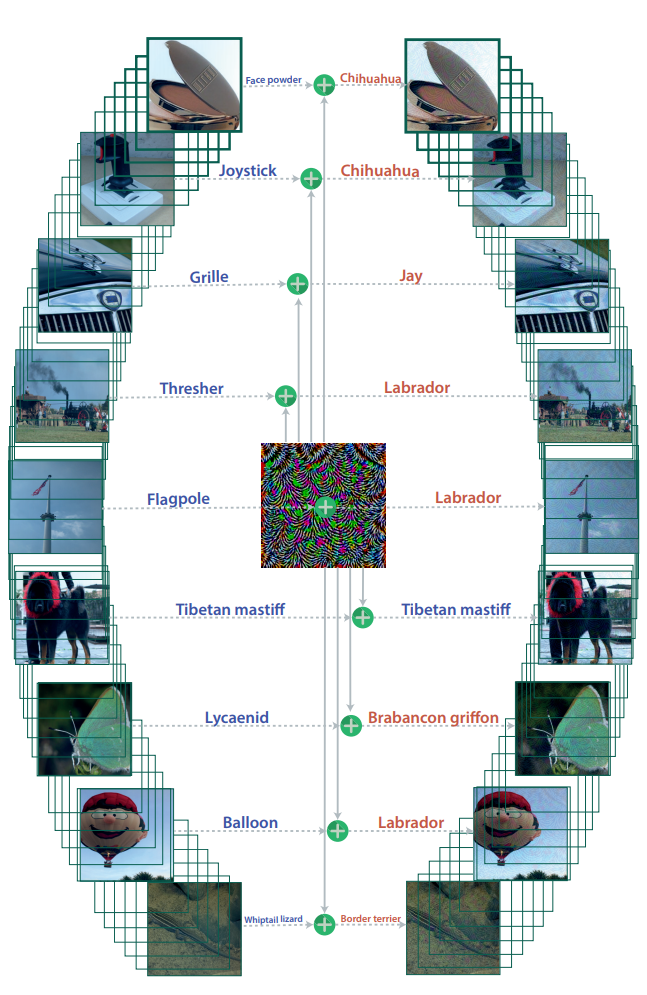 Face powder Chihuahua
Joystick Chihuahua
Grille Jay
Thresher Labrador
Flagpole Labrador
Tibetan mastiff Tibetan mastiff
Lycaenid Brabancon griffon
Balloon Labrador
Whiptail lizard Border terrier